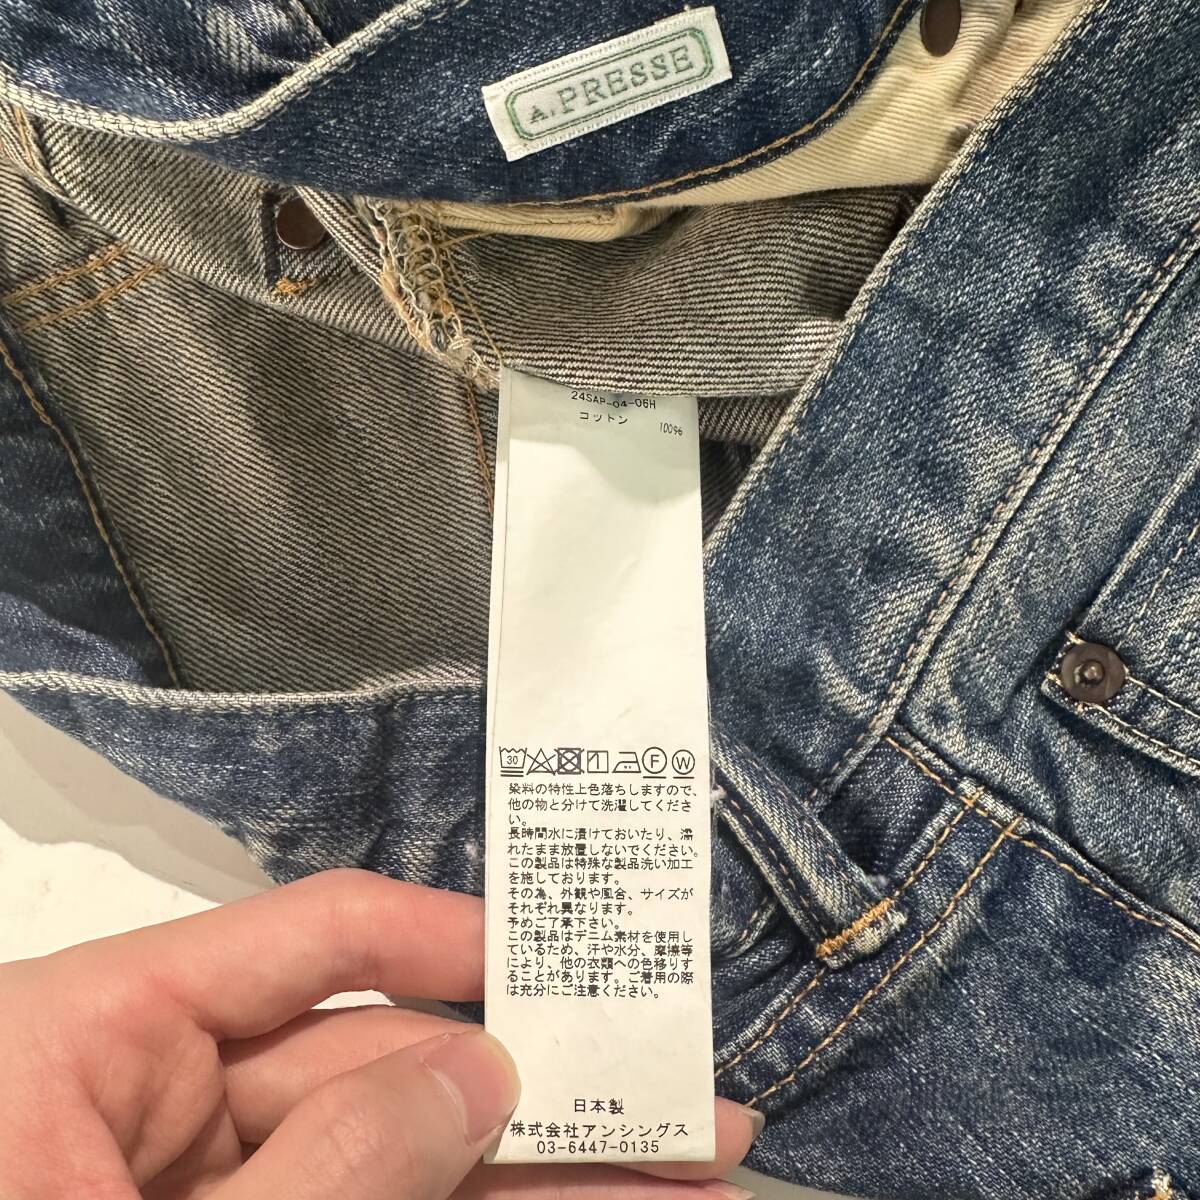 A. PRESSE
24SAP-04-06H
コットン 100%
30 F W
染料の特性上色落ちしますので、
他の物と分けて洗濯してくださ
い。
長時間水に漬けておいたり、濡
れたまま放置しないでください。
この製品は特殊な製品洗い加工
を施しております。
その為、外観や風合、サイズが
それぞれ異なります。
予めご了承下さい。
この製品はデニム素材を使用し
ているため、汗や水分、摩擦等
により、他の衣類への色移りす
ることがあります。ご着用の際
は充分にご注意ください。
日本製
株式会社アンシングス
03-6447-0135